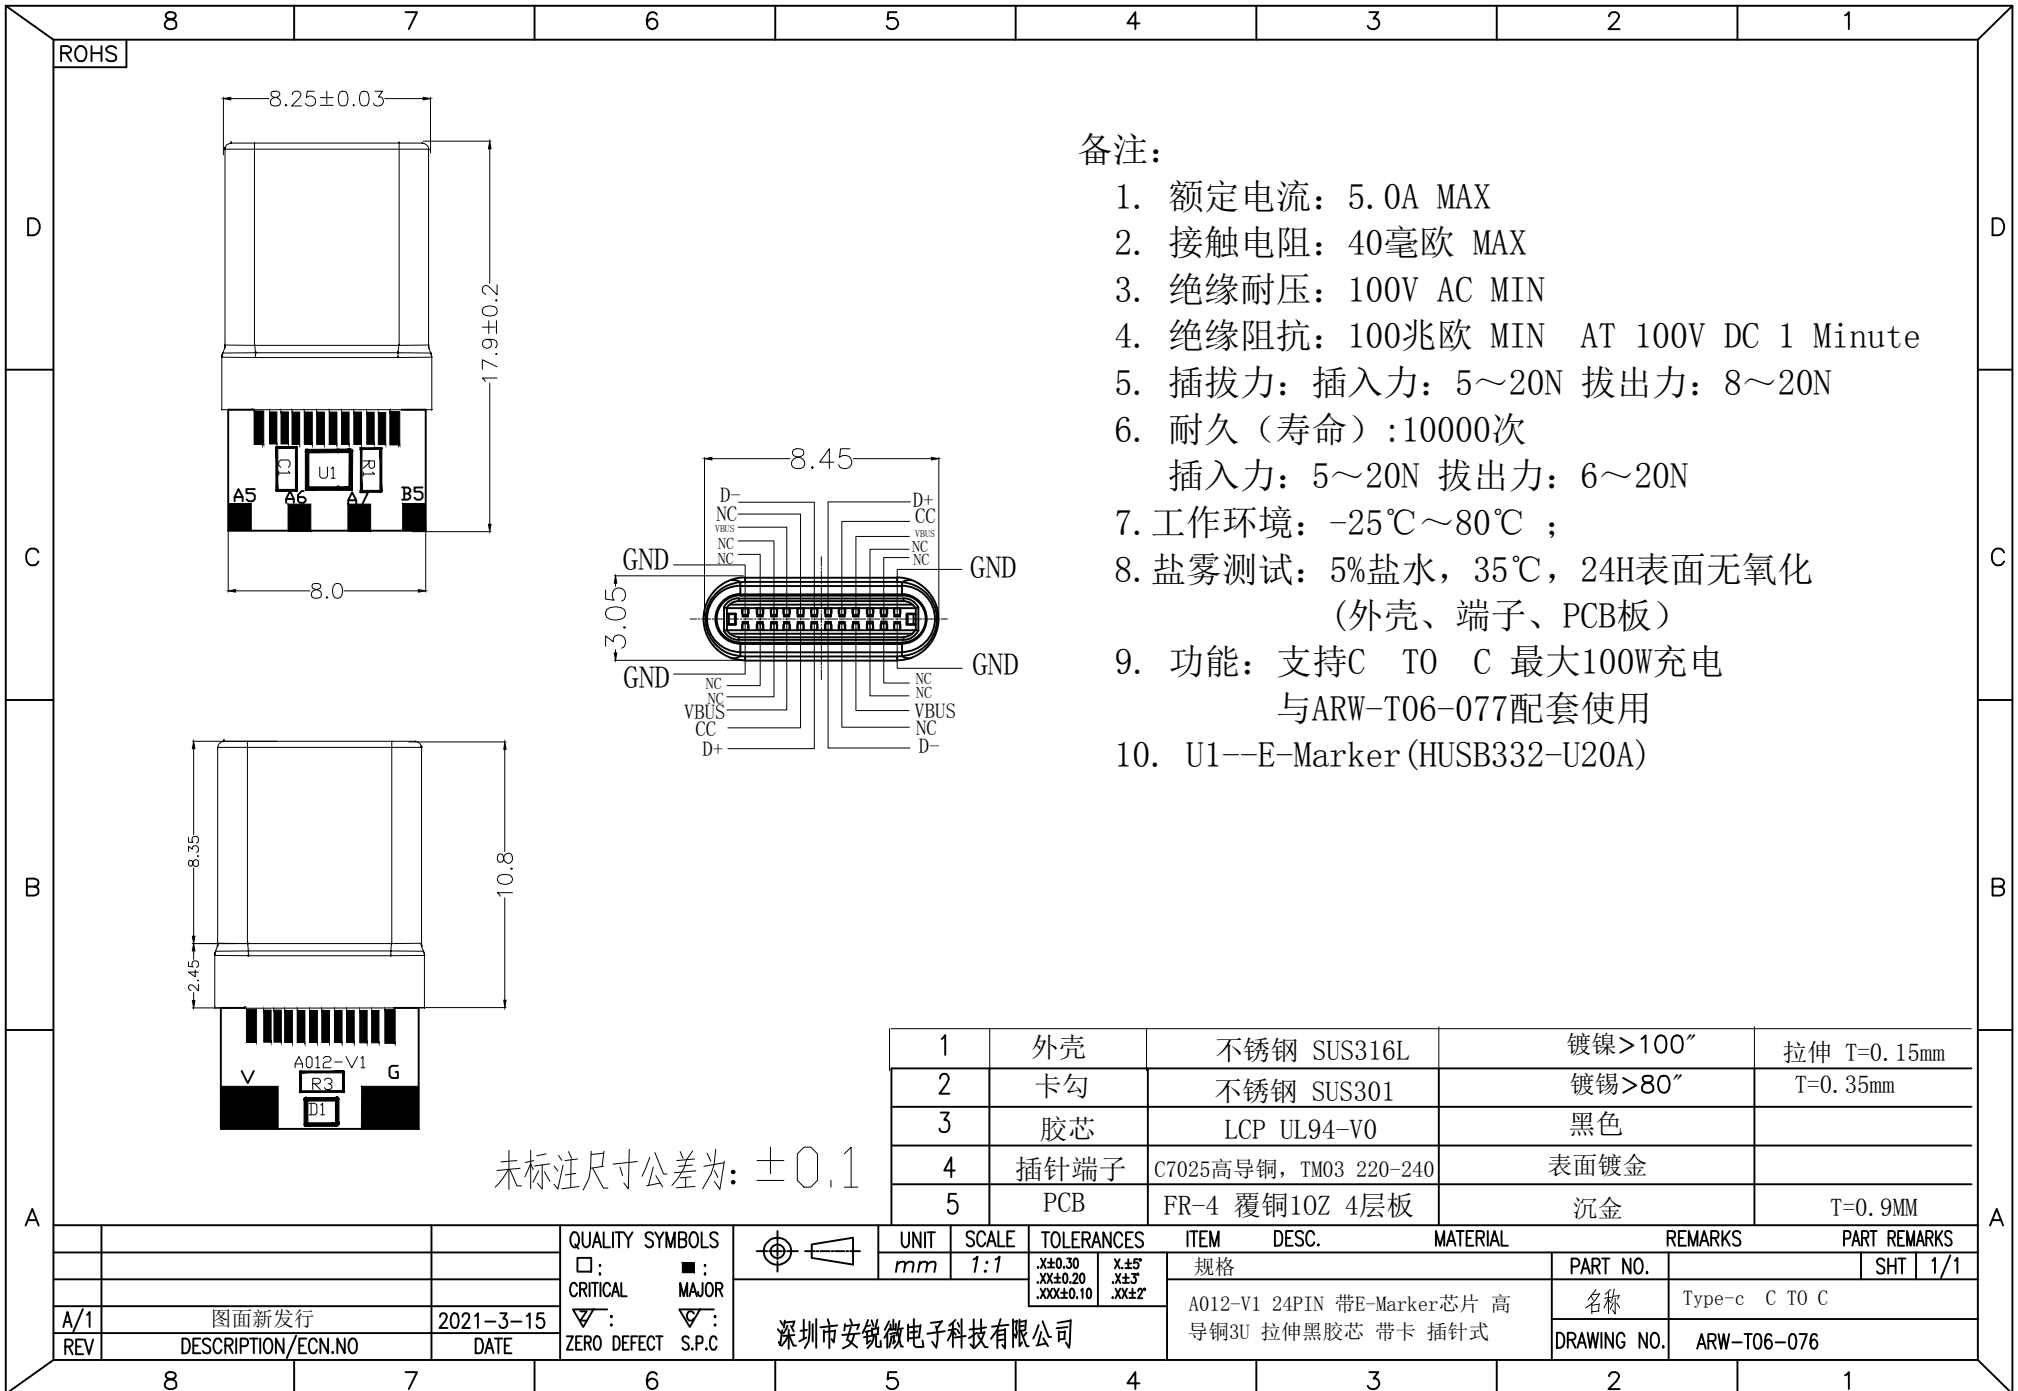 8 7 6 5 4 3 2 1
ROHS
D
C
B
A
D
C
B
A
8.25±0.03
17.9±0.2
C1
U1
R1
A5
A6
A7
B5
8.0
8.45
3.05
D-
NC
VBUS
NC
NC
GND
D+
CC
VBUS
NC
NC
GND
GND
NC
NC
VBUS
CC
D+
GND
NC
NC
VBUS
NC
D-
备注：
1. 额定电流：5.0A MAX
2. 接触电阻：40毫欧 MAX
3. 绝缘耐压：100V AC MIN
4. 绝缘阻抗：100兆欧 MIN AT 100V DC 1 Minute
5. 插拔力：插入力：5～20N 拔出力：8～20N
6. 耐久（寿命）:10000次
插入力：5～20N 拔出力：6～20N
7.工作环境：-25℃～80℃ ；
8.盐雾测试：5%盐水，35℃，24H表面无氧化
（外壳、端子、PCB板）
9. 功能：支持C TO C 最大100W充电
与ARW-T06-077配套使用
10. U1--E-Marker(HUSB332-U20A)
8.35
2.45
10.8
A012-V1
V
R3
G
D1
未标注尺寸公差为：±0.1
1 外壳 不锈钢 SUS316L 镀镍>100″ 拉伸 T=0.15mm
2 卡勾 不锈钢 SUS301 镀锡>80″ T=0.35mm
3 胶芯 LCP UL94-V0 黑色
4 插针端子 C7025高导铜，TM03 220-240 表面镀金
5 PCB FR-4 覆铜1OZ 4层板 沉金 T=0.9MM
ITEM DESC. MATERIAL REMARKS PART REMARKS
A/1 图面新发行 2021-3-15
REV DESCRIPTION/ECN.NO DATE
QUALITY SYMBOLS
□: ■:
CRITICAL MAJOR
Z : C :
ZERO DEFECT S.P.C
UNIT SCALE TOLERANCES
mm 1:1
.X±0.30 X.±5°
.XX±0.20 .X±3°
.XXX±0.10 .XX±2°
深圳市安锐微电子科技有限公司
规格
A012-V1 24PIN 带E-Marker芯片 高
导铜3U 拉伸黑胶芯 带卡 插针式
PART NO. SHT 1/1
名称 Type-c C TO C
DRAWING NO. ARW-T06-076
8 7 6 5 4 3 2 1